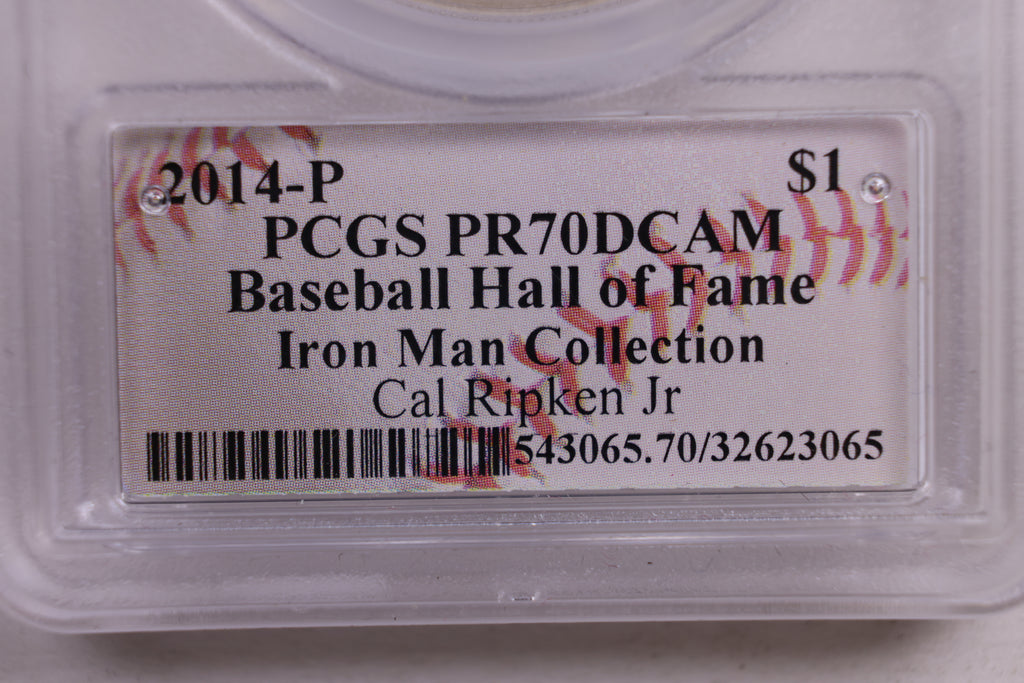 2014-P $1
PCGS PR70DCAM
Baseball Hall of Fame
Iron Man Collection
Cal Ripken Jr
543065.70/32623065